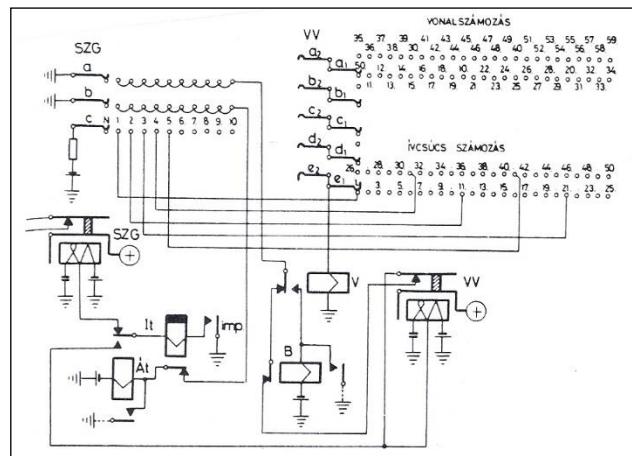 SZG
a
b
c
N 1 2 3 4 5 6 7 8 9 10
VV
VONALSZÁMOZÁS
35. 37. 39. 41. 43. 45. 47. 49. 51. 53. 55. 57. 59.
36. 38. 30. 42. 44. 46. 48. 40. 52. 54. 56. 58.
a2 a1
50. 12. 14. 16. 18. 10. 22. 24. 26. 28. 20. 32. 34.
11. 13. 15. 17. 19. 21. 23. 25. 27. 29. 31. 33.
b2 b1
c2 c1
d2 d1
ÍVCSÚCS SZÁMOZÁS
26. 28. 30. 32. 34. 36. 38. 40. 42. 44. 46. 48. 50.
e2 e1
1. 3. 5. 7. 9. 11. 13. 15. 17. 19. 21. 23. 25.
SZG
V
VV
It
imp.
Át
B